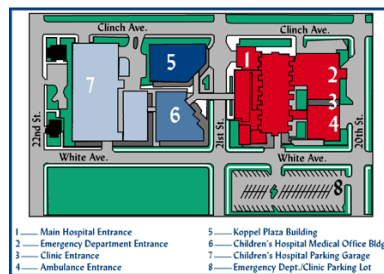 Clinch Ave.
Clinch Ave.
5
1
7
2
6
3
4
22nd St.
21st St.
20th St.
White Ave.
White Ave.
8
1 Main Hospital Entrance
2 Emergency Department Entrance
3 Clinic Entrance
4 Ambulance Entrance
5 Koppel Plaza Building
6 Children's Hospital Medical Office Bldg
7 Children's Hospital Parking Garage
8 Emergency Dept./Clinic Parking Lot